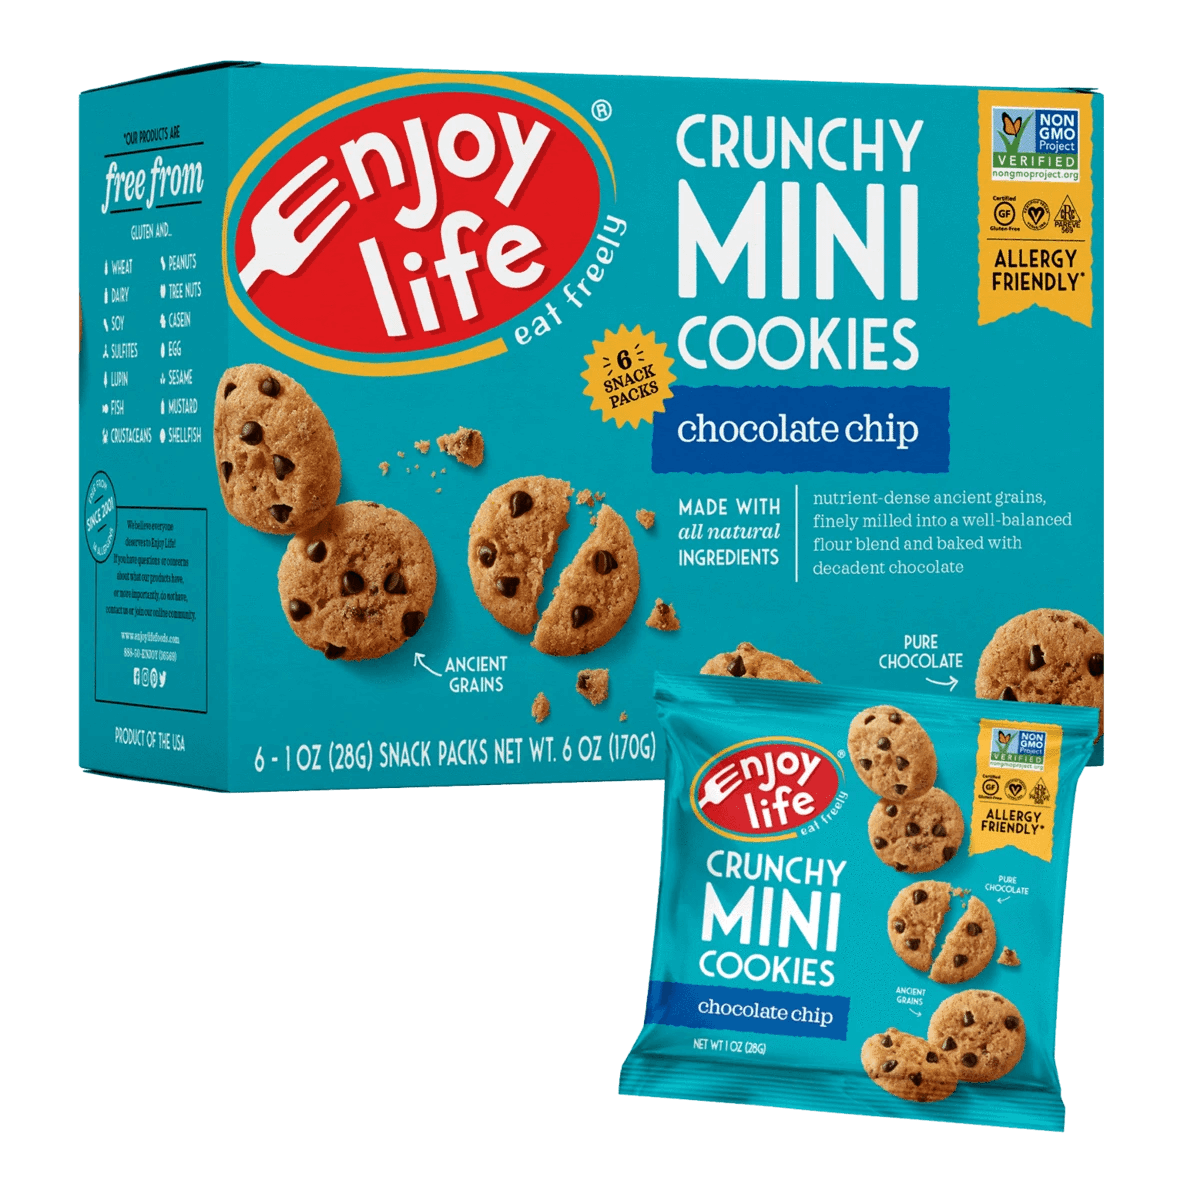 *OUR PRODUCTS ARE
free from
GLUTEN AND...
WHEAT
DAIRY
SOY
SULFITES
LUPIN
FISH
CRUSTACEANS
PEANUTS
TREE NUTS
CASEIN
EGG
SESAME
MUSTARD
SHELLFISH
SINCE 2001
We believe everyone
deserves to Enjoy Life!
If you have questions or concerns
about what our products have,
or more importantly, do not have,
contact us or join our online community.
www.enjoylifefoods.com
888-50-ENJOY (36569)
PRODUCT OF THE USA
Enjoy
life
®
eat freely
CRUNCHY
MINI
COOKIES
6
SNACK
PACKS
chocolate chip
MADE WITH
all natural
INGREDIENTS
nutrient-dense ancient grains,
finely milled into a well-balanced
flour blend and baked with
decadent chocolate
NON
GMO
Project
VERIFIED
nongmoproject.org
Certified
GF
Gluten-Free
PAREVE
569
ALLERGY
FRIENDLY*
ANCIENT
GRAINS
PURE
CHOCOLATE
6 - 1 OZ (28G) SNACK PACKS NET WT. 6 OZ (170G)
Enjoy
life
®
eat freely
CRUNCHY
MINI
COOKIES
chocolate chip
NET WT 1 OZ (28G)
NON
GMO
Project
VERIFIED
nongmoproject.org
Certified
GF
Gluten-Free
PAREVE
569
ALLERGY
FRIENDLY*
PURE
CHOCOLATE
ANCIENT
GRAINS